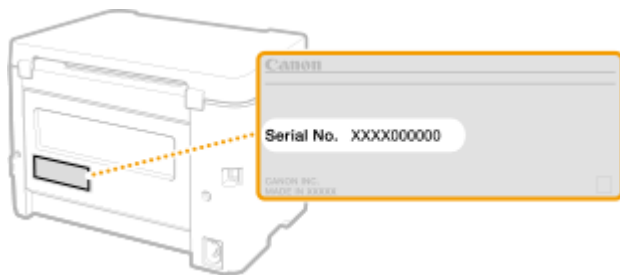 Canon
Serial No. XXXX000000
CANON INC.
MADE IN XXXXX